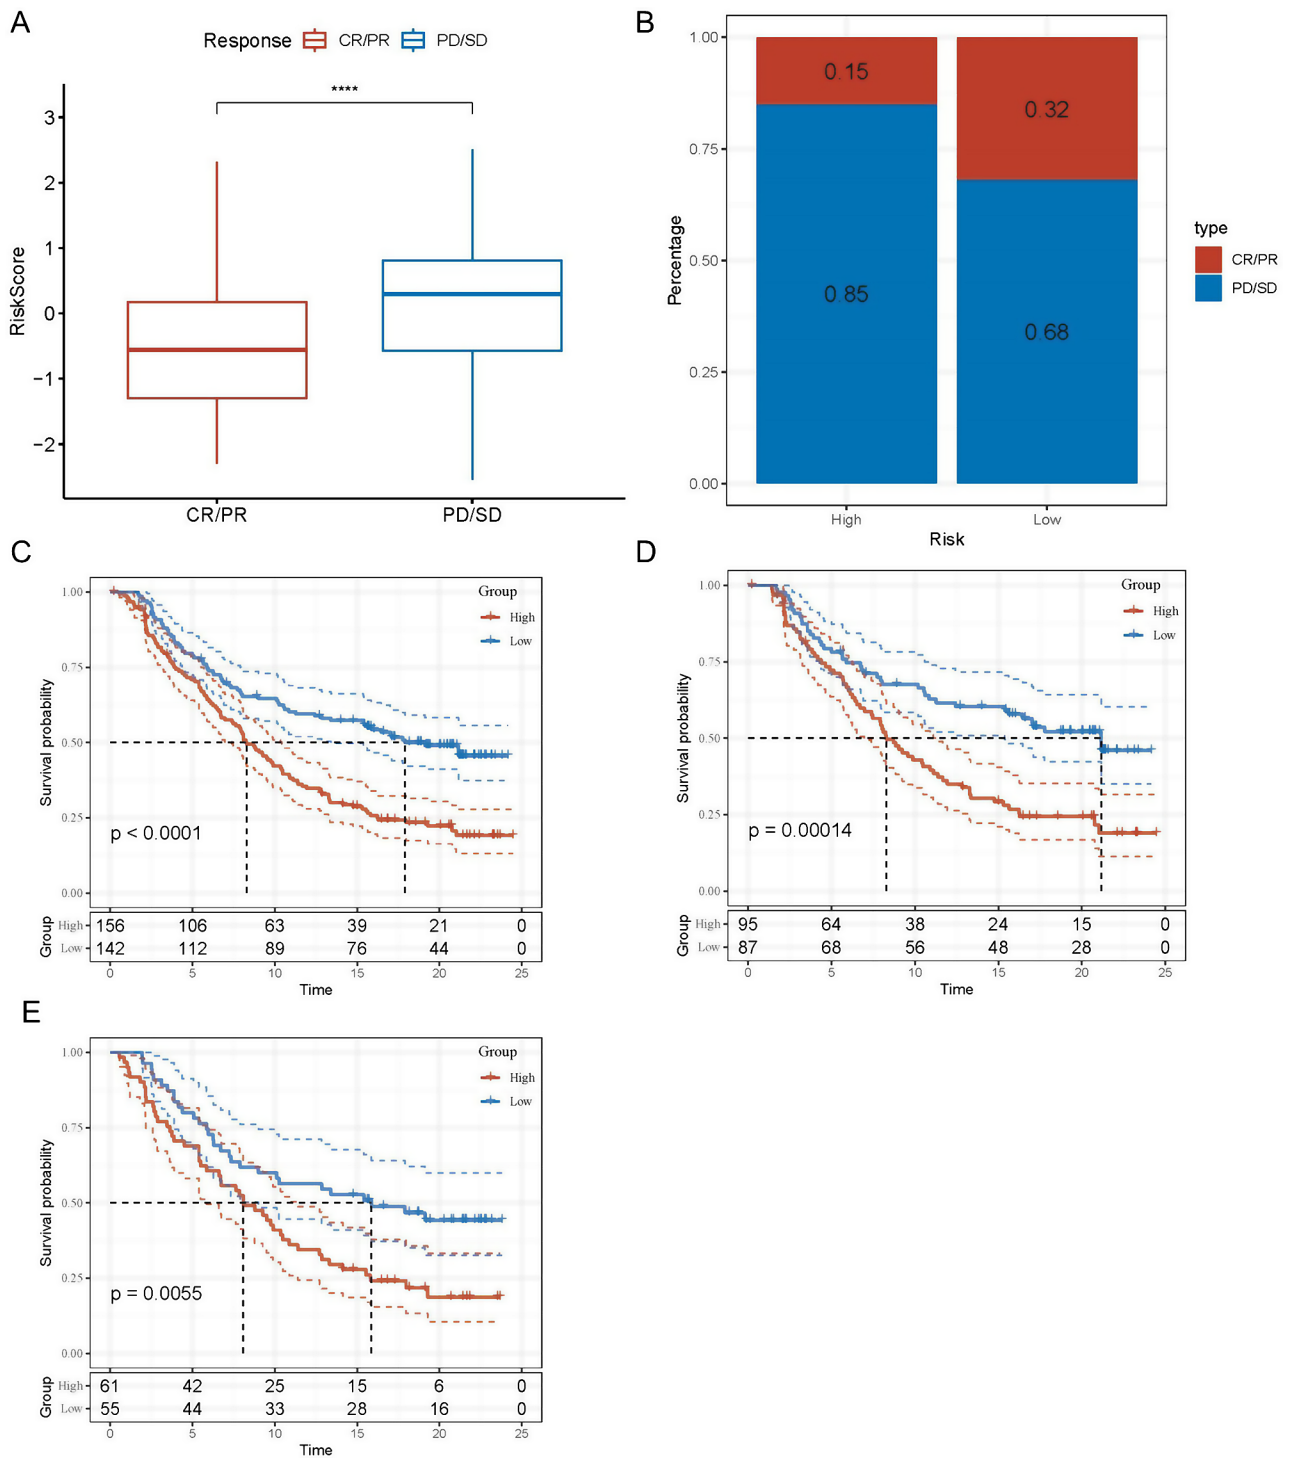 A
Response CR/PR PD/SD
****
3
2
1
0
−1
−2
RiskScore
CR/PR PD/SD
B
1.00
0.75
0.50
0.25
0.00
Percentage
0.15
0.32
0.85
0.68
High Low
Risk
type
CR/PR
PD/SD
C
Group
High
Low
1.00
0.75
0.50
0.25
0.00
Survival probability
p < 0.0001
Group
High 156 106 63 39 21 0
Low 142 112 89 76 44 0
0 5 10 15 20 25
Time
D
Group
High
Low
1.00
0.75
0.50
0.25
0.00
Survival probability
p = 0.00014
Group
High 95 64 38 24 15 0
Low 87 68 56 48 28 0
0 5 10 15 20 25
Time
E
Group
High
Low
1.00
0.75
0.50
0.25
0.00
Survival probability
p = 0.0055
Group
High 61 42 25 15 6 0
Low 55 44 33 28 16 0
0 5 10 15 20 25
Time